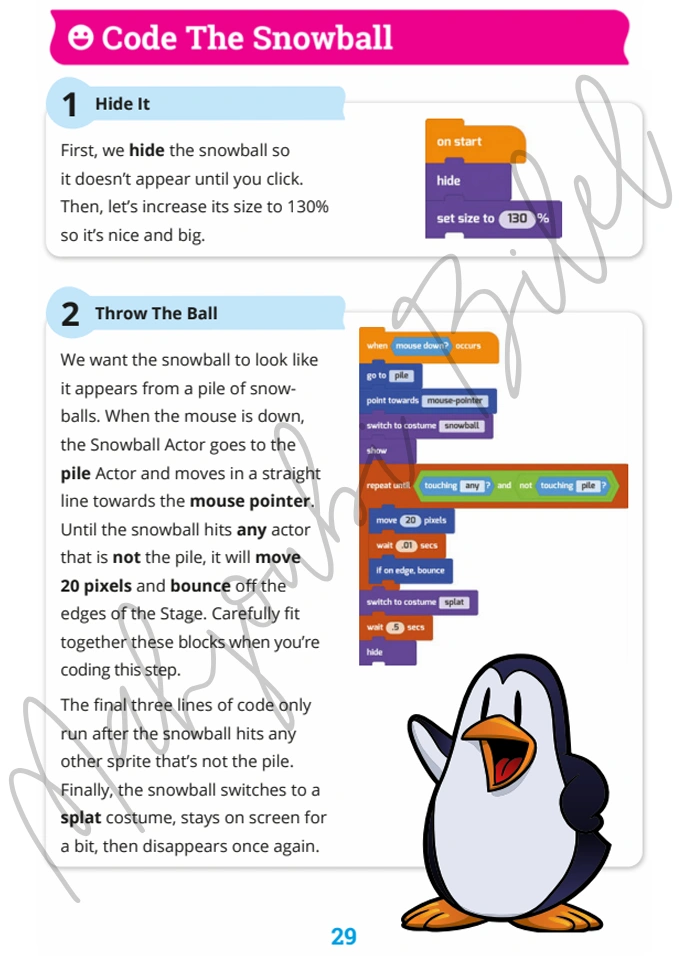 Code The Snowball
1 Hide It
First, we hide the snowball so
it doesn't appear until you click.
Then, let's increase its size to 130%
so it's nice and big.
on start
hide
set size to 130 %
2 Throw The Ball
We want the snowball to look like
it appears from a pile of snow-
balls. When the mouse is down,
the Snowball Actor goes to the
pile Actor and moves in a straight
line towards the mouse pointer.
Until the snowball hits any actor
that is not the pile, it will move
20 pixels and bounce off the
edges of the Stage. Carefully fit
together these blocks when you're
coding this step.
The final three lines of code only
run after the snowball hits any
other sprite that's not the pile.
Finally, the snowball switches to a
splat costume, stays on screen for
a bit, then disappears once again.
when mouse down? occurs
go to pile
point towards mouse-pointer
switch to costume snowball
show
repeat until touching any ? and not touching pile ?
move 20 pixels
wait .01 secs
if on edge, bounce
switch to costume splat
wait .5 secs
hide
29